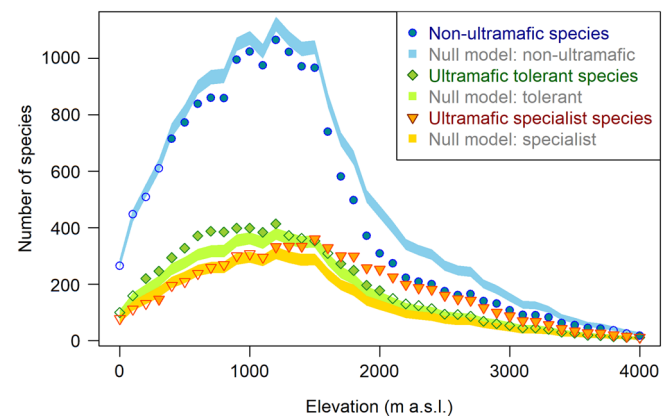 Non-ultramafic species
Null model: non-ultramafic
Ultramafic tolerant species
Null model: tolerant
Ultramafic specialist species
Null model: specialist
Number of species
1000
800
600
400
200
0
0 1000 2000 3000 4000
Elevation (m a.s.l.)